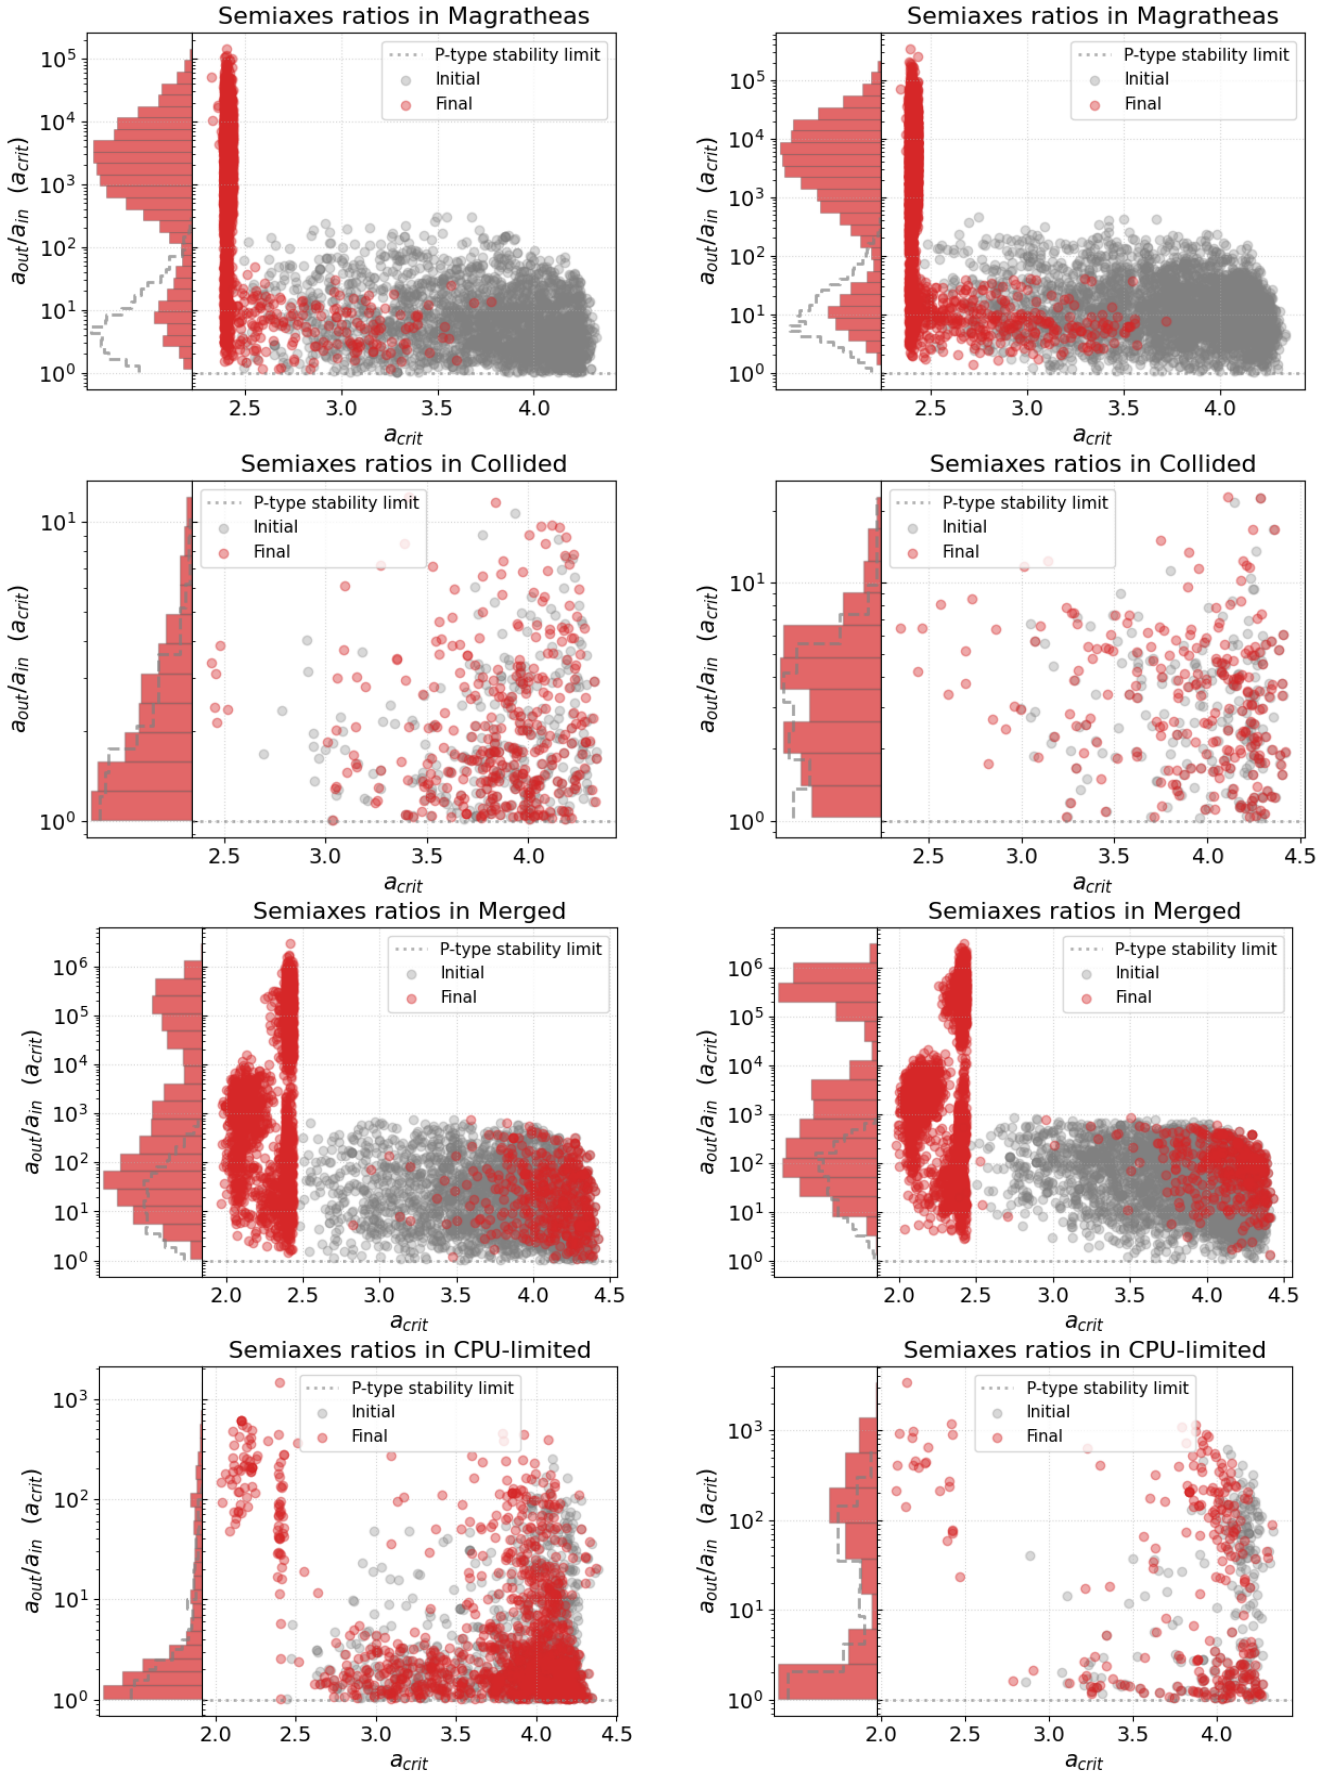 Semiaxes ratios in Magratheas
a_out/a_in (a_crit)
10^5
10^4
10^3
10^2
10^1
10^0
P-type stability limit
Initial
Final
2.5 3.0 3.5 4.0
a_crit
Semiaxes ratios in Magratheas
a_out/a_in (a_crit)
10^5
10^4
10^3
10^2
10^1
10^0
P-type stability limit
Initial
Final
2.5 3.0 3.5 4.0
a_crit
Semiaxes ratios in Collided
a_out/a_in (a_crit)
10^1
10^0
P-type stability limit
Initial
Final
2.5 3.0 3.5 4.0
a_crit
Semiaxes ratios in Collided
a_out/a_in (a_crit)
10^1
10^0
P-type stability limit
Initial
Final
2.5 3.0 3.5 4.0 4.5
a_crit
Semiaxes ratios in Merged
a_out/a_in (a_crit)
10^6
10^5
10^4
10^3
10^2
10^1
10^0
P-type stability limit
Initial
Final
2.0 2.5 3.0 3.5 4.0 4.5
a_crit
Semiaxes ratios in Merged
a_out/a_in (a_crit)
10^6
10^5
10^4
10^3
10^2
10^1
10^0
P-type stability limit
Initial
Final
2.0 2.5 3.0 3.5 4.0 4.5
a_crit
Semiaxes ratios in CPU-limited
a_out/a_in (a_crit)
10^3
10^2
10^1
10^0
P-type stability limit
Initial
Final
2.0 2.5 3.0 3.5 4.0 4.5
a_crit
Semiaxes ratios in CPU-limited
a_out/a_in (a_crit)
10^3
10^2
10^1
10^0
P-type stability limit
Initial
Final
2.0 2.5 3.0 3.5 4.0
a_crit